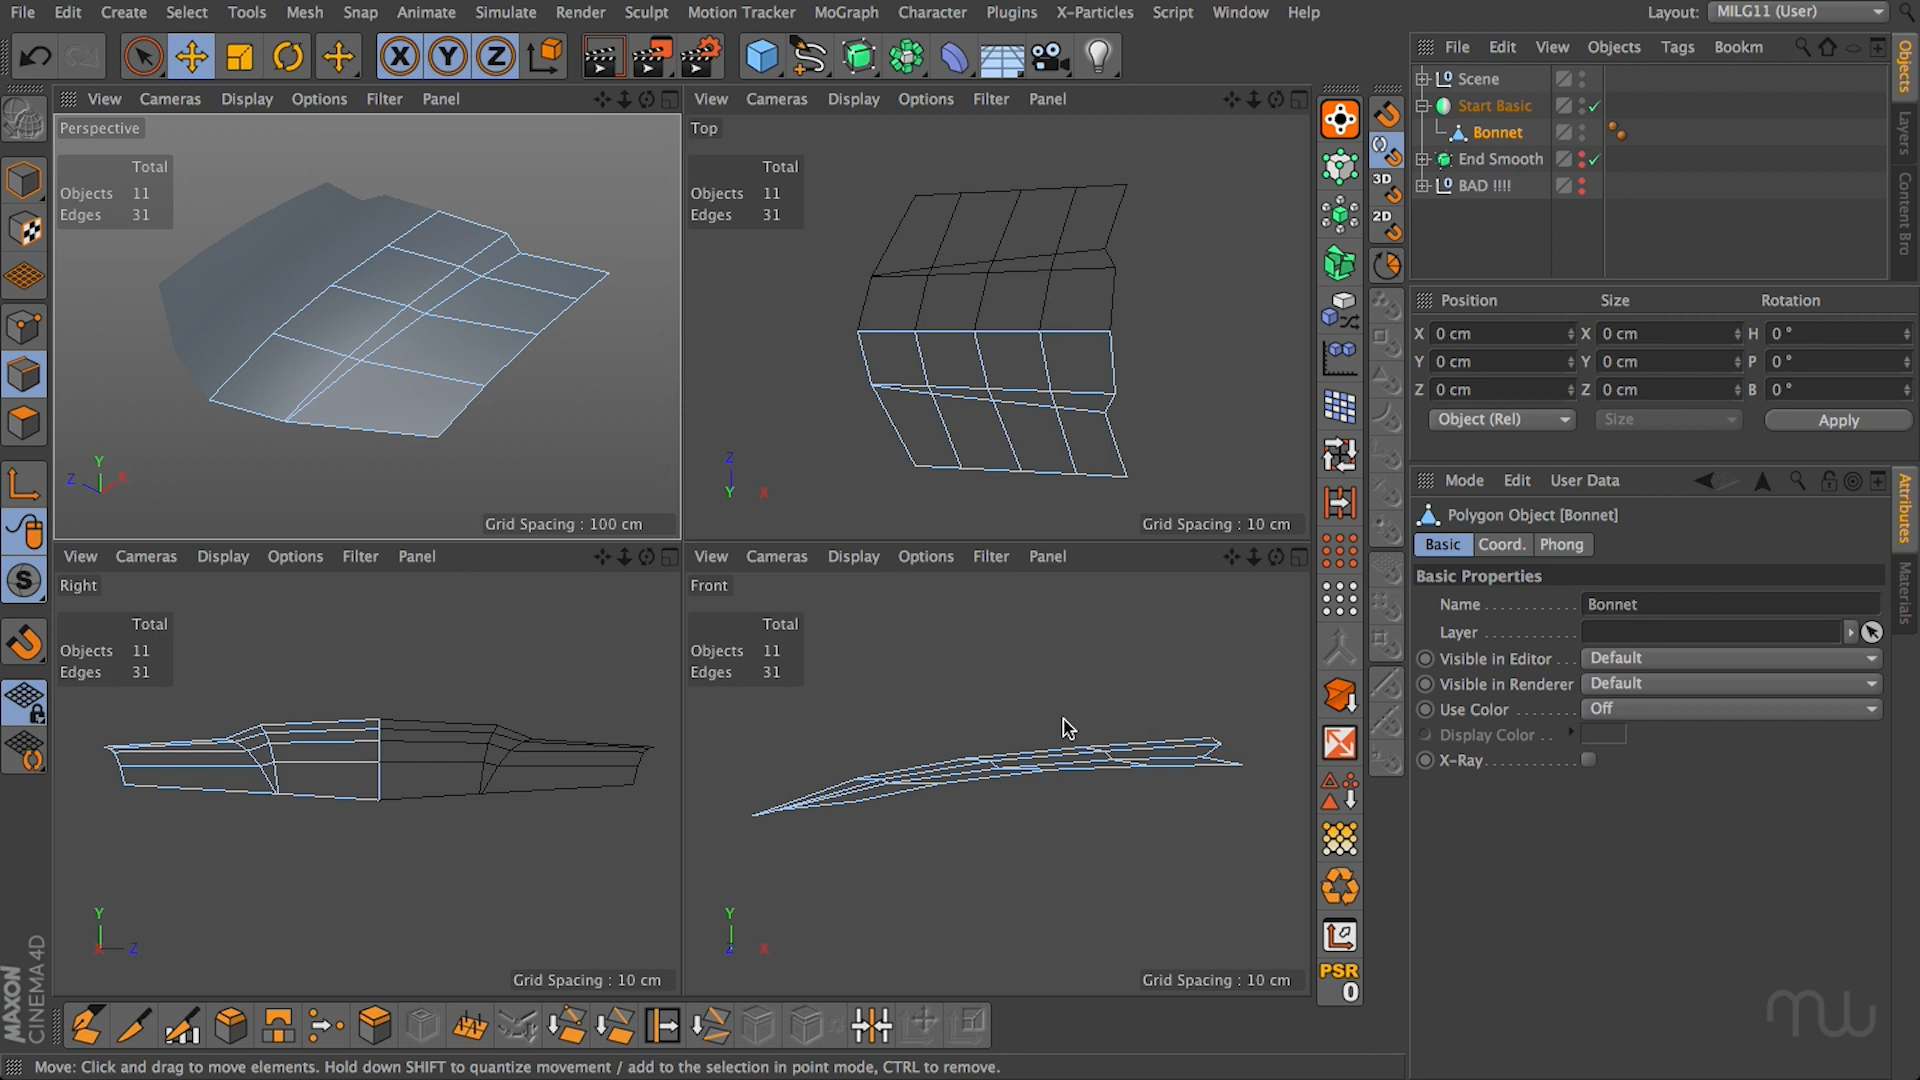 File Edit Create Select Tools Mesh Snap Animate Simulate Render Sculpt Motion Tracker MoGraph Character Plugins X-Particles Script Window Help Layout: MILG11 (User)
X Y Z
File Edit View Objects Tags Bookm
Objects
Layers
Content Bro
Scene
Start Basic
Bonnet
End Smooth
BAD !!!!
View Cameras Display Options Filter Panel
Perspective
Total
Objects 11
Edges 31
Y
Z X
Grid Spacing : 100 cm
View Cameras Display Options Filter Panel
Top
Total
Objects 11
Edges 31
Z
Y X
Grid Spacing : 10 cm
View Cameras Display Options Filter Panel
Right
Total
Objects 11
Edges 31
Y
X Z
Grid Spacing : 10 cm
View Cameras Display Options Filter Panel
Front
Total
Objects 11
Edges 31
Y
Z X
Grid Spacing : 10 cm
S
3D
2D
PSR
0
Position Size Rotation
X 0 cm X 0 cm H 0 °
Y 0 cm Y 0 cm P 0 °
Z 0 cm Z 0 cm B 0 °
Object (Rel) Size Apply
Mode Edit User Data
Attributes
Materials
Polygon Object [Bonnet]
Basic Coord. Phong
Basic Properties
Name . . . . . . . . . . . . Bonnet
Layer . . . . . . . . . . . .
Visible in Editor . . . Default
Visible in Renderer Default
Use Color . . . . . . . . Off
Display Color . .
X-Ray . . . . . . . . . . . .
MAXON
CINEMA 4D
mw
Move: Click and drag to move elements. Hold down SHIFT to quantize movement / add to the selection in point mode, CTRL to remove.